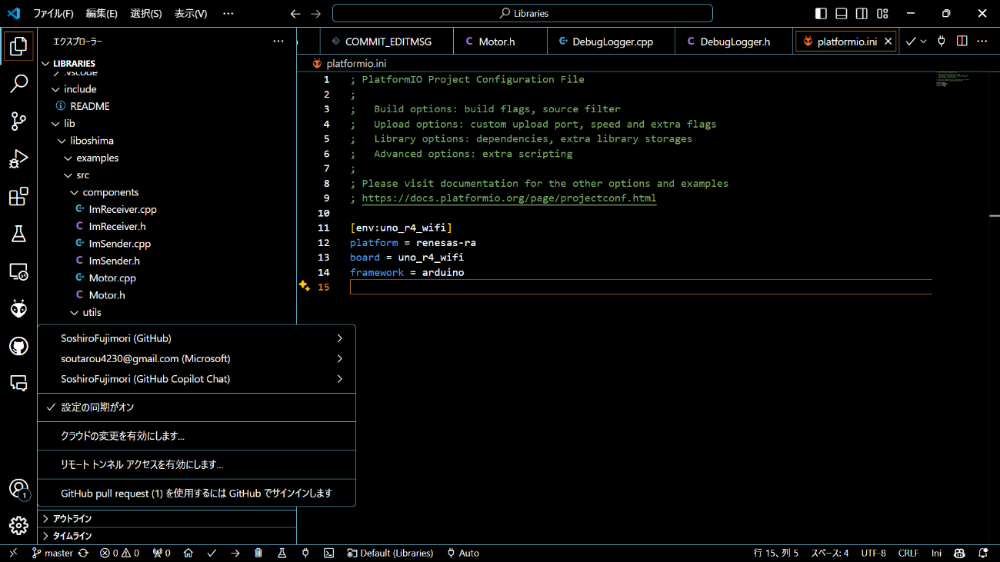 ファイル(F) 編集(E) 選択(S) 表示(V) ···
Libraries
エクスプローラー ···
COMMIT_EDITMSG
Motor.h
DebugLogger.cpp
DebugLogger.h
platformio.ini
LIBRARIES
.vscode
include
README
lib
liboshima
examples
src
components
ImReceiver.cpp
ImReceiver.h
ImSender.cpp
ImSender.h
Motor.cpp
Motor.h
utils
platformio.ini
1 ; PlatformIO Project Configuration File
2 ;
3 ;   Build options: build flags, source filter
4 ;   Upload options: custom upload port, speed and extra flags
5 ;   Library options: dependencies, extra library storages
6 ;   Advanced options: extra scripting
7 ;
8 ; Please visit documentation for the other options and examples
9 ; https://docs.platformio.org/page/projectconf.html
10
11 [env:uno_r4_wifi]
12 platform = renesas-ra
13 board = uno_r4_wifi
14 framework = arduino
15
SoshiroFujimori (GitHub)
soutarou4230@gmail.com (Microsoft)
SoshiroFujimori (GitHub Copilot Chat)
設定の同期がオン
クラウドの変更を有効にします...
リモート トンネル アクセスを有効にします...
GitHub pull request (1) を使用するには GitHub でサインインします
1
アウトライン
タイムライン
master 0 0 0 Default (Libraries) Auto 行 15、列 5 スペース: 4 UTF-8 CRLF Ini